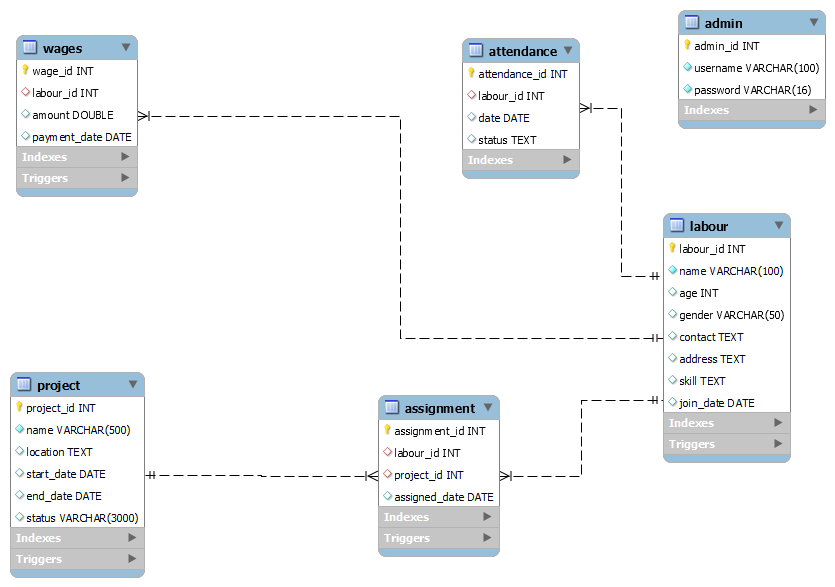 wages
wage_id INT
labour_id INT
amount DOUBLE
payment_date DATE
Indexes
Triggers
attendance
attendance_id INT
labour_id INT
date DATE
status TEXT
Indexes
admin
admin_id INT
username VARCHAR(100)
password VARCHAR(16)
Indexes
labour
labour_id INT
name VARCHAR(100)
age INT
gender VARCHAR(50)
contact TEXT
address TEXT
skill TEXT
join_date DATE
Indexes
Triggers
project
project_id INT
name VARCHAR(500)
location TEXT
start_date DATE
end_date DATE
status VARCHAR(3000)
Indexes
Triggers
assignment
assignment_id INT
labour_id INT
project_id INT
assigned_date DATE
Indexes
Triggers